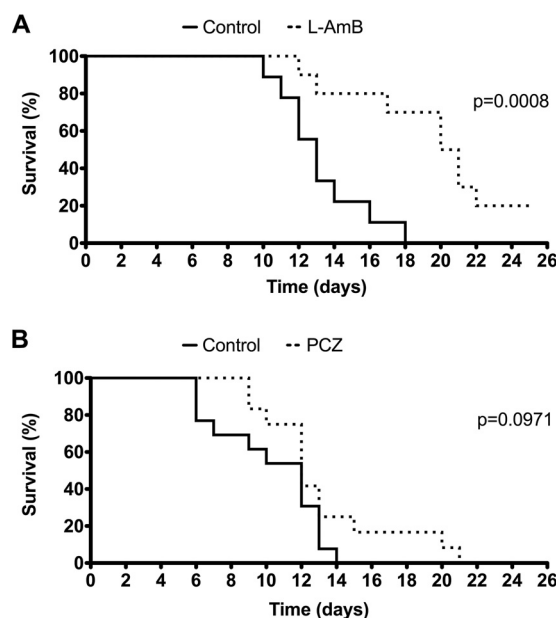 A
Control L-AmB
100
80
60
40
20
0
Survival (%)
p=0.0008
0 2 4 6 8 10 12 14 16 18 20 22 24 26
Time (days)
B
Control PCZ
100
80
60
40
20
0
Survival (%)
p=0.0971
0 2 4 6 8 10 12 14 16 18 20 22 24 26
Time (days)